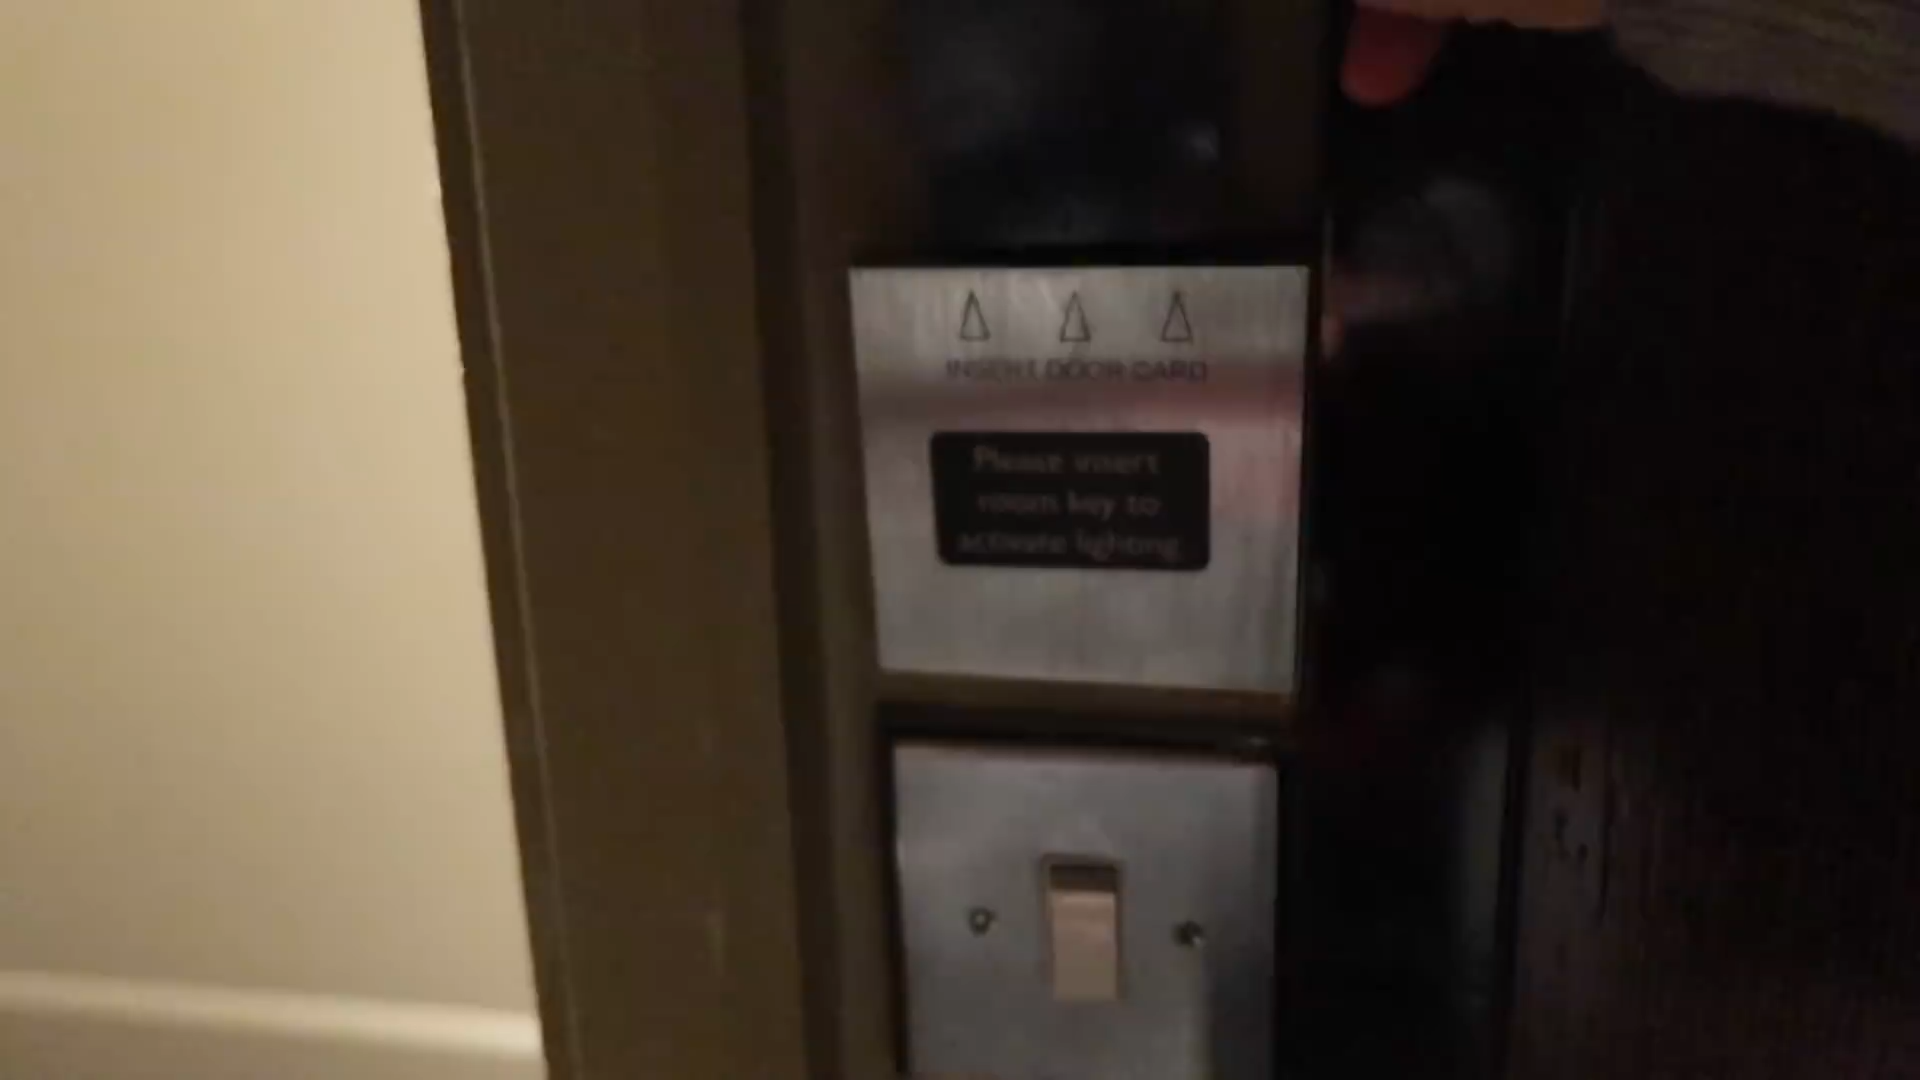 INSERT DOOR CARD
Please insert
room key to
activate lighting